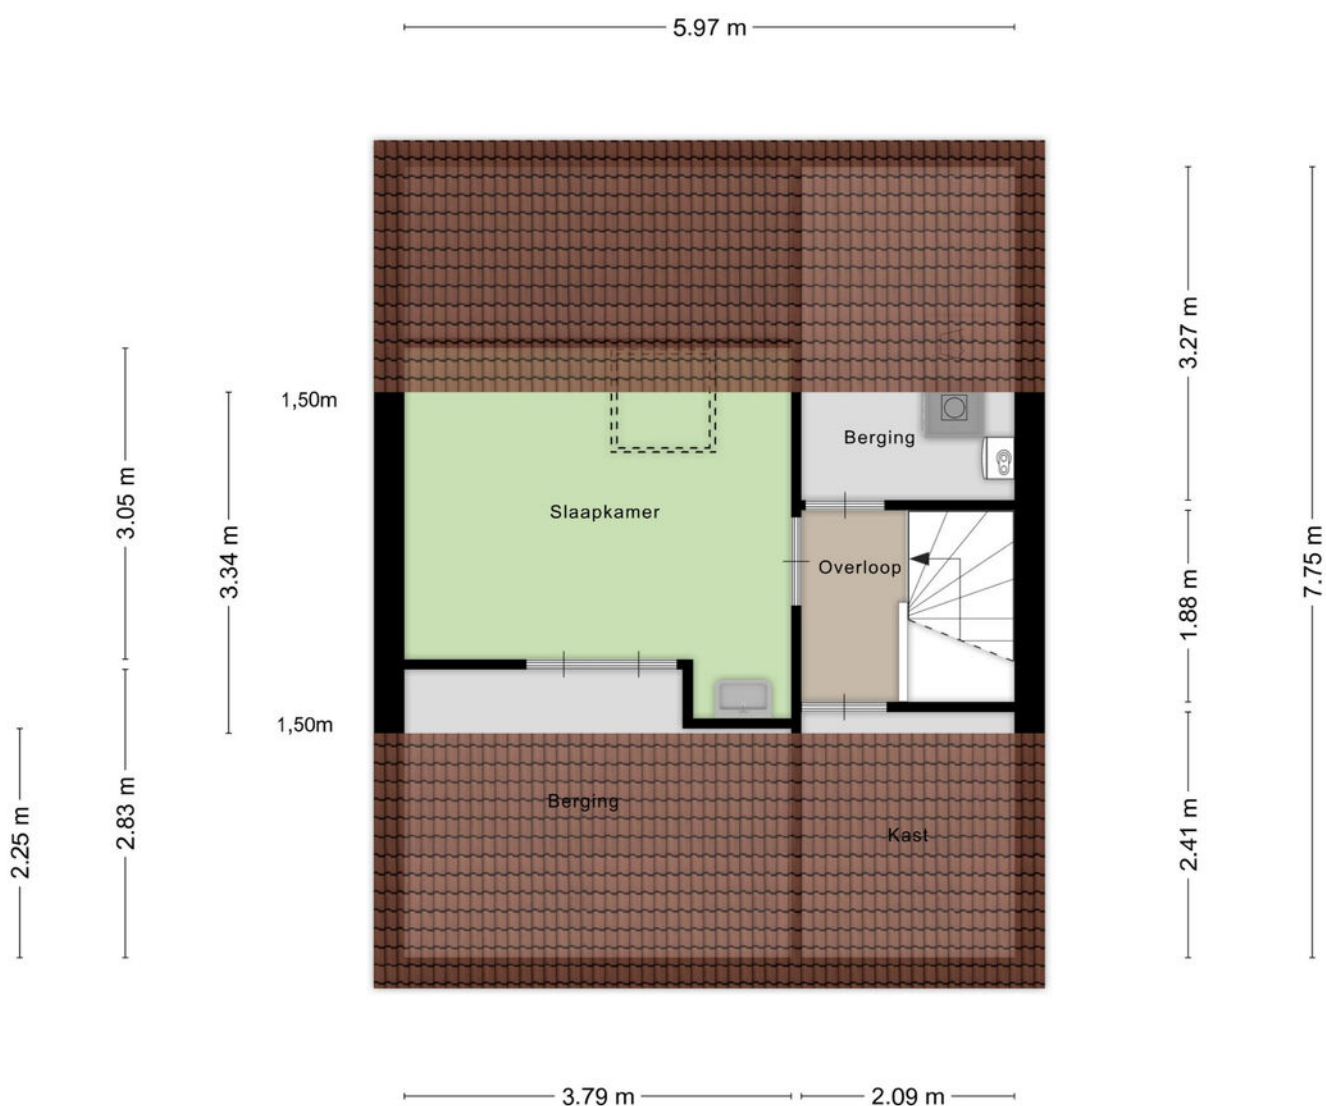 5.97 m
3.27 m
1,50m
Berging
3.05 m
Slaapkamer
3.34 m
7.75 m
Overloop
1.88 m
1,50m
2.25 m
2.83 m
Berging
Kast
2.41 m
3.79 m
2.09 m